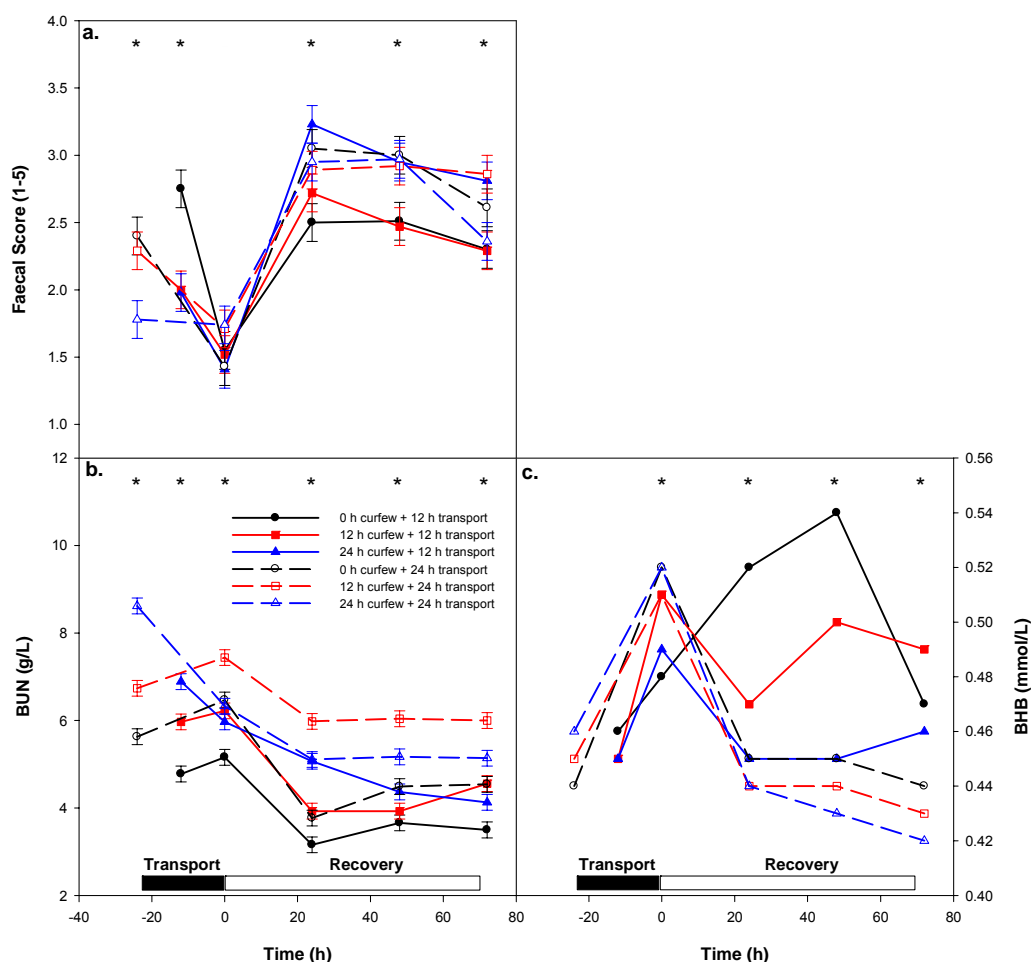 a.
* * * * *
4.0
3.5
3.0
2.5
2.0
1.5
1.0
Faecal Score (1-5)
b.
* * * * * *
12
10
8
6
4
2
BUN (g/L)
0 h curfew + 12 h transport
12 h curfew + 12 h transport
24 h curfew + 12 h transport
0 h curfew + 24 h transport
12 h curfew + 24 h transport
24 h curfew + 24 h transport
Transport Recovery
-40 -20 0 20 40 60 80
Time (h)
c.
* * * *
0.56
0.54
0.52
0.50
0.48
0.46
0.44
0.42
0.40
BHB (mmol/L)
Transport Recovery
-20 0 20 40 60 80
Time (h)